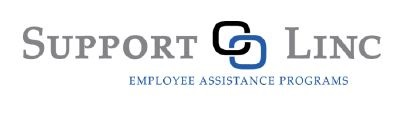 SUPPORT LINC
EMPLOYEE ASSISTANCE PROGRAMS